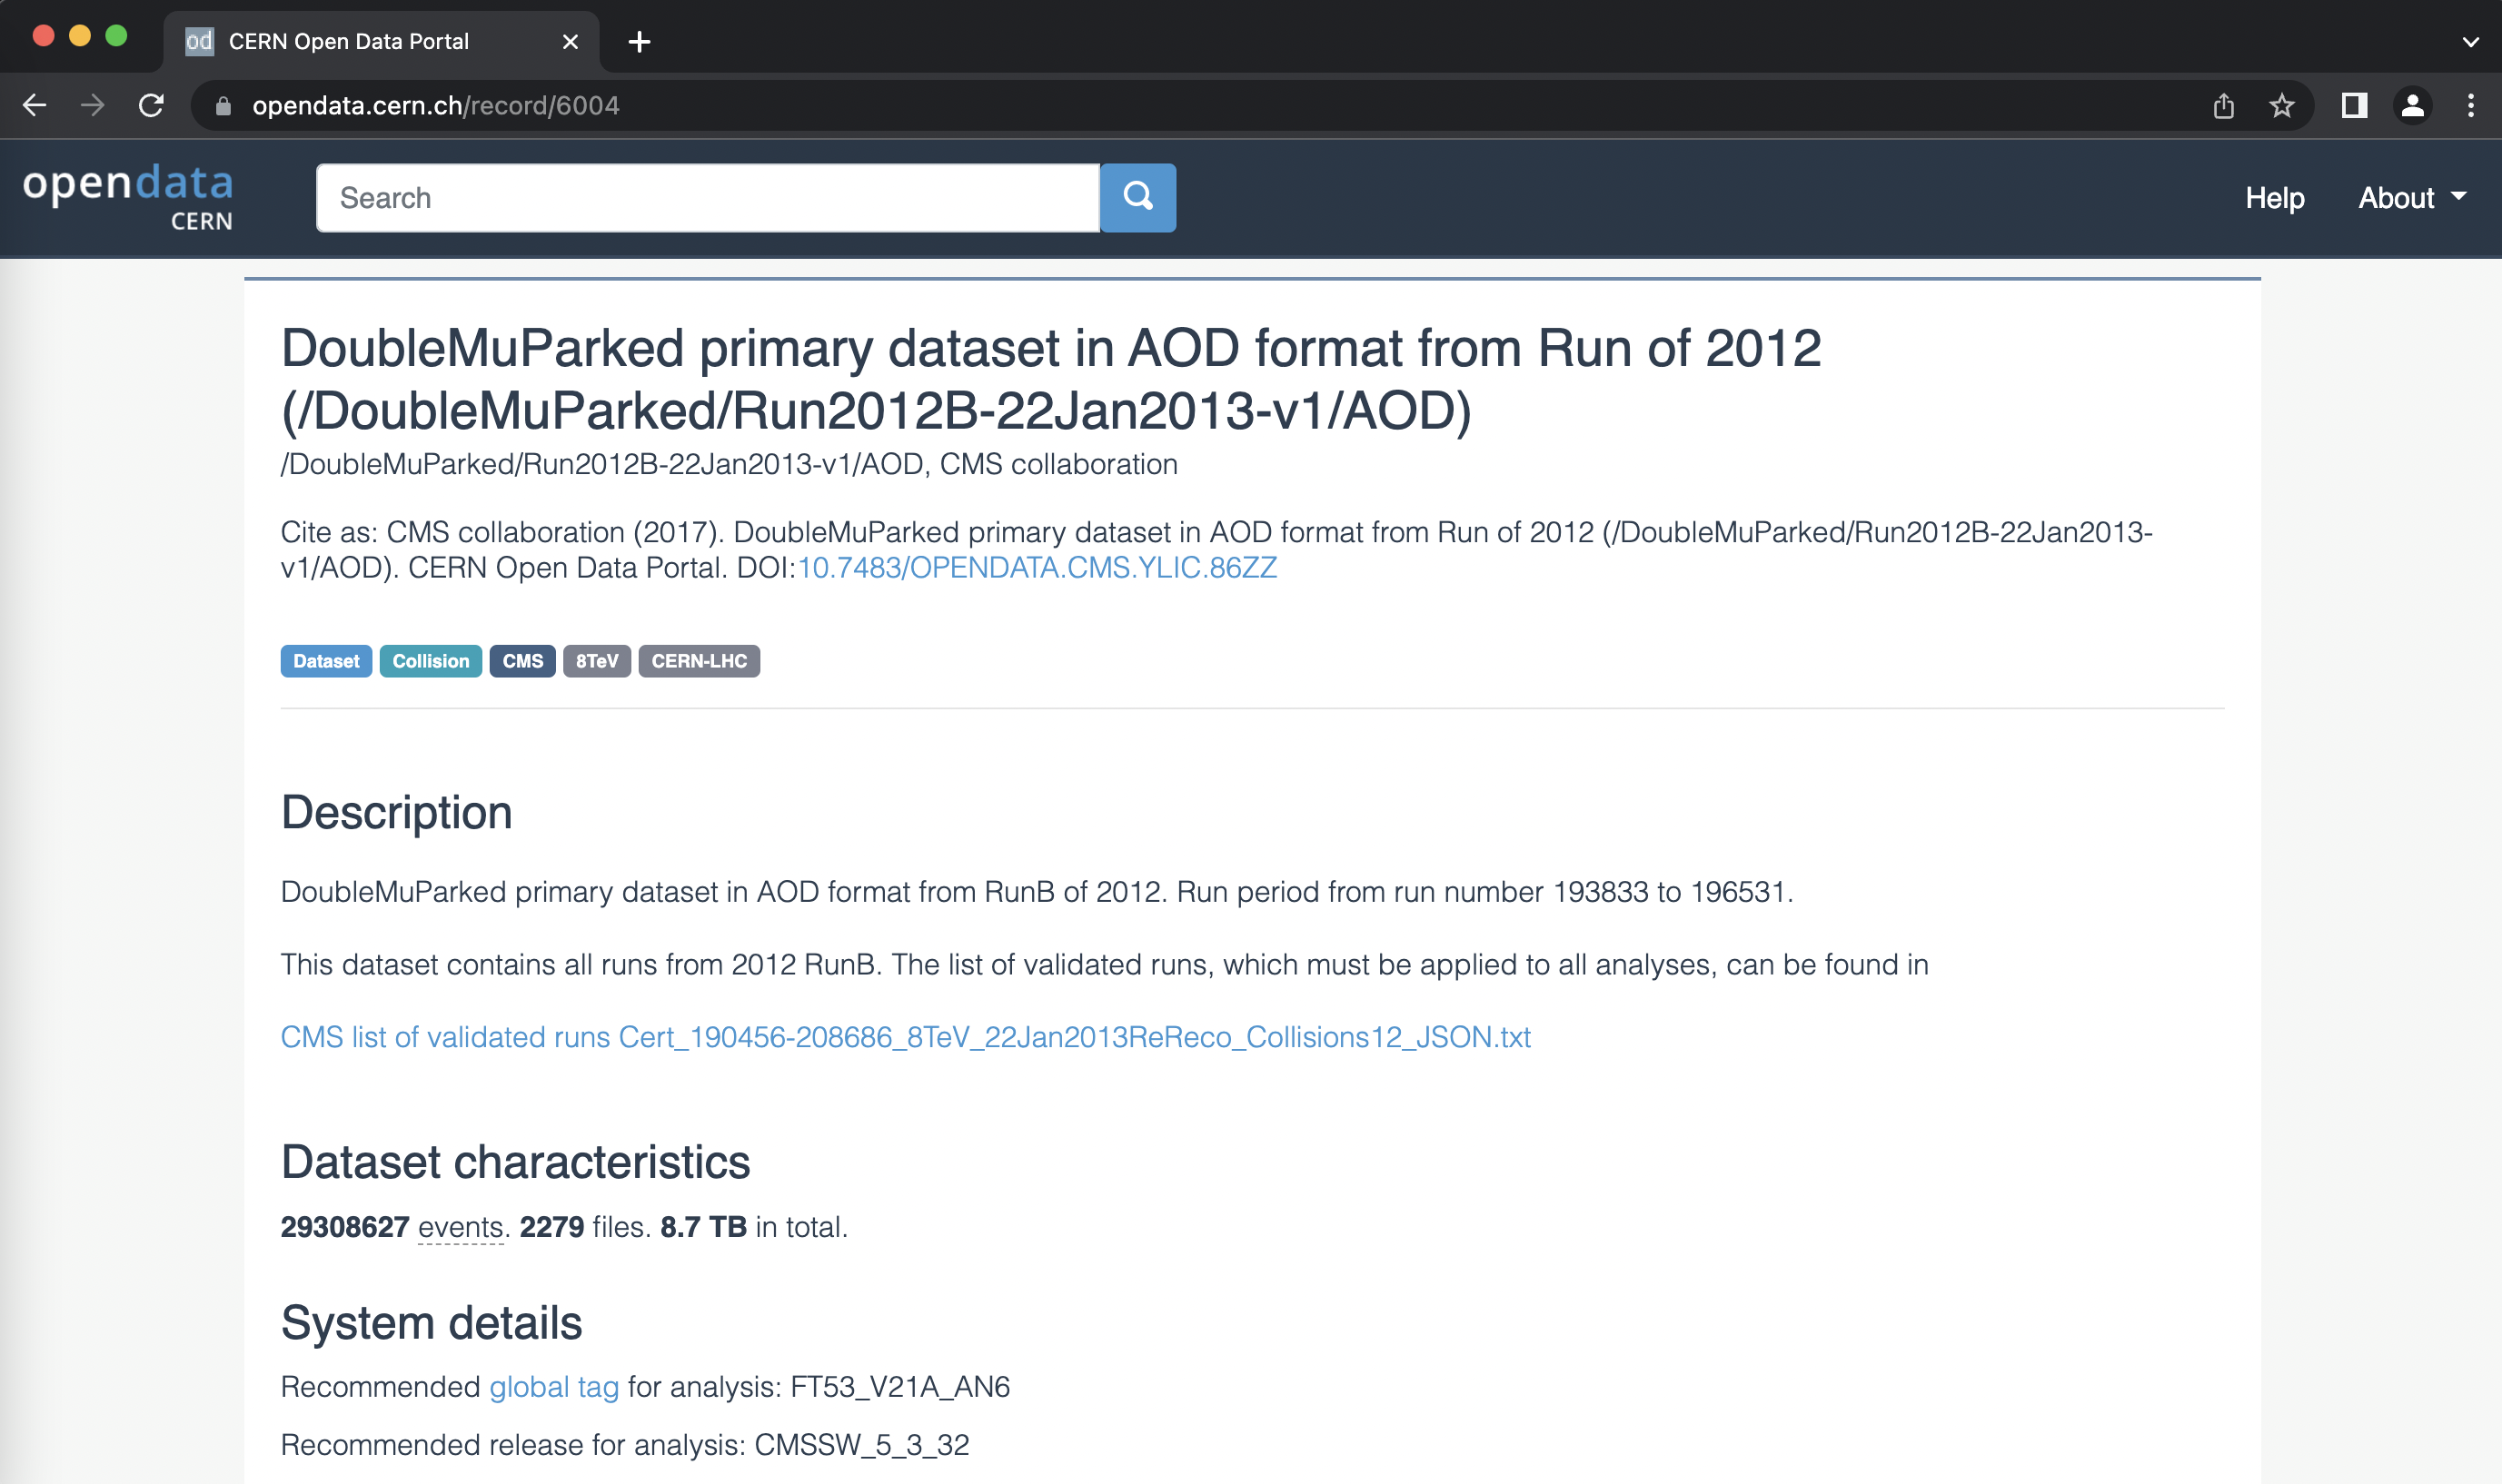 od CERN Open Data Portal
opendata.cern.ch/record/6004
opendata
CERN
Search
Help About
DoubleMuParked primary dataset in AOD format from Run of 2012
(/DoubleMuParked/Run2012B-22Jan2013-v1/AOD)
/DoubleMuParked/Run2012B-22Jan2013-v1/AOD, CMS collaboration
Cite as: CMS collaboration (2017). DoubleMuParked primary dataset in AOD format from Run of 2012 (/DoubleMuParked/Run2012B-22Jan2013-
v1/AOD). CERN Open Data Portal. DOI:10.7483/OPENDATA.CMS.YLIC.86ZZ
Dataset Collision CMS 8TeV CERN-LHC
Description
DoubleMuParked primary dataset in AOD format from RunB of 2012. Run period from run number 193833 to 196531.
This dataset contains all runs from 2012 RunB. The list of validated runs, which must be applied to all analyses, can be found in
CMS list of validated runs Cert_190456-208686_8TeV_22Jan2013ReReco_Collisions12_JSON.txt
Dataset characteristics
29308627 events. 2279 files. 8.7 TB in total.
System details
Recommended global tag for analysis: FT53_V21A_AN6
Recommended release for analysis: CMSSW_5_3_32